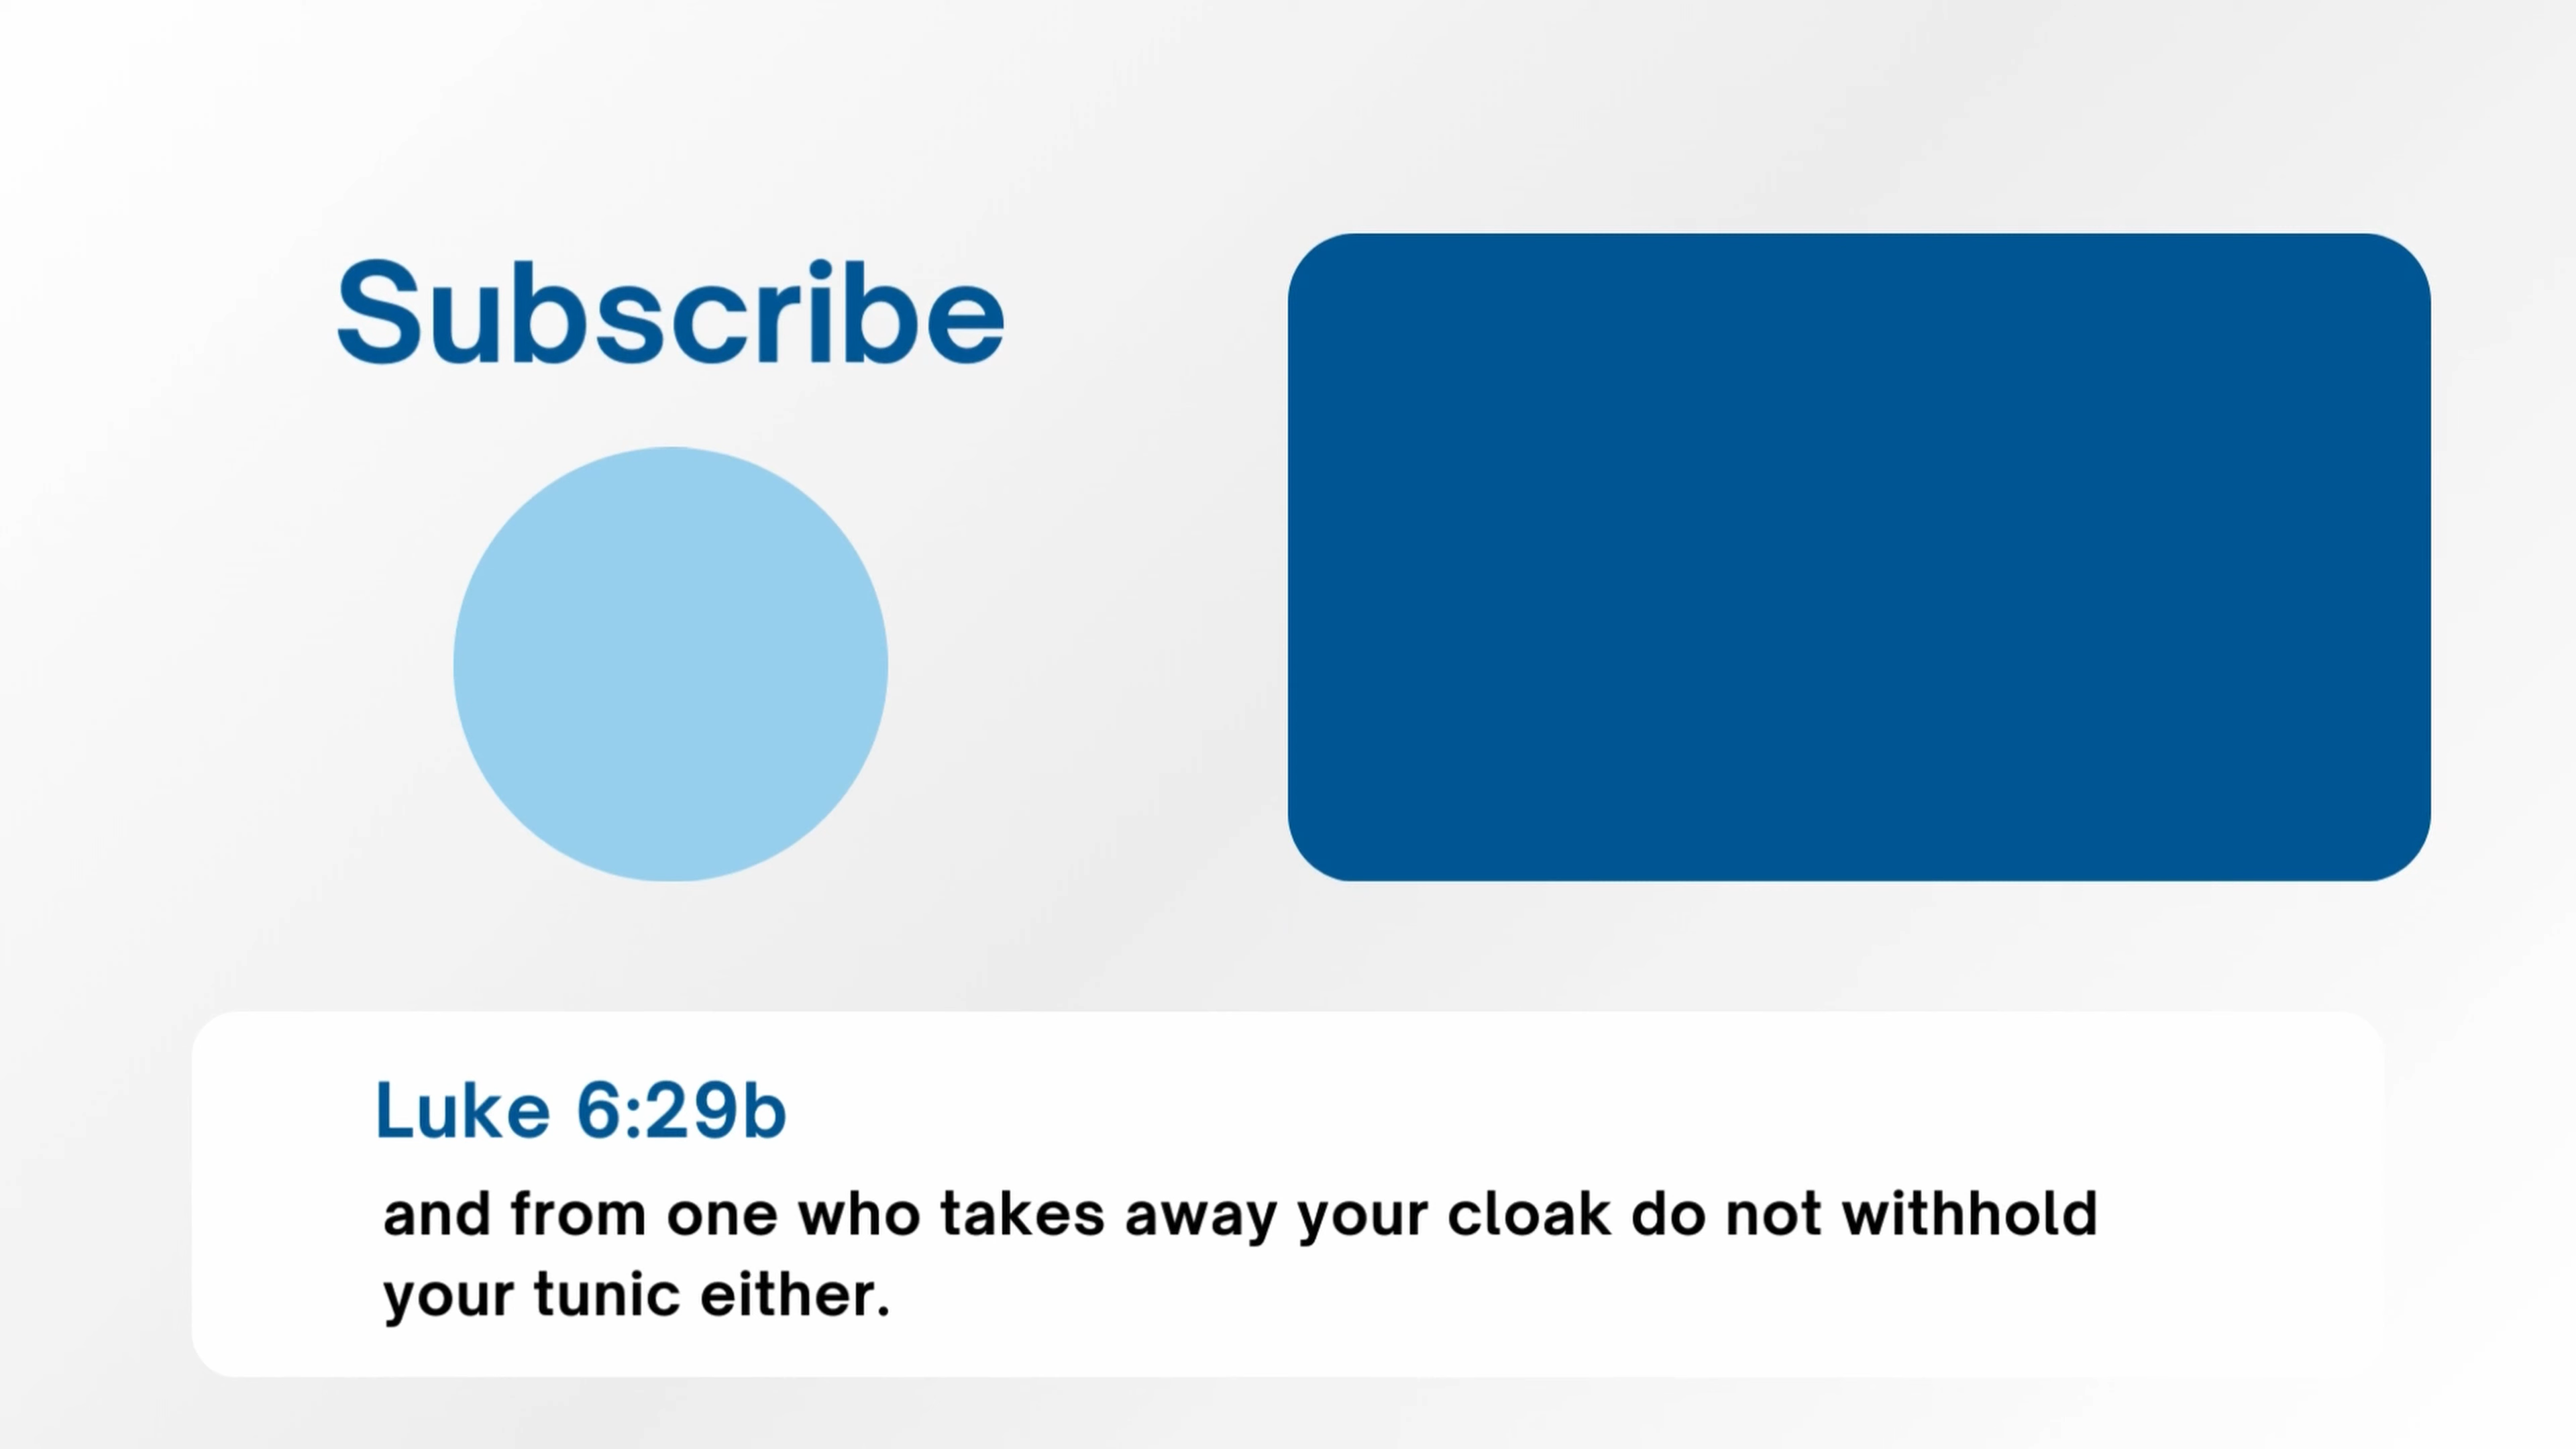 Subscribe
Luke 6:29b
and from one who takes away your cloak do not withhold
your tunic either.